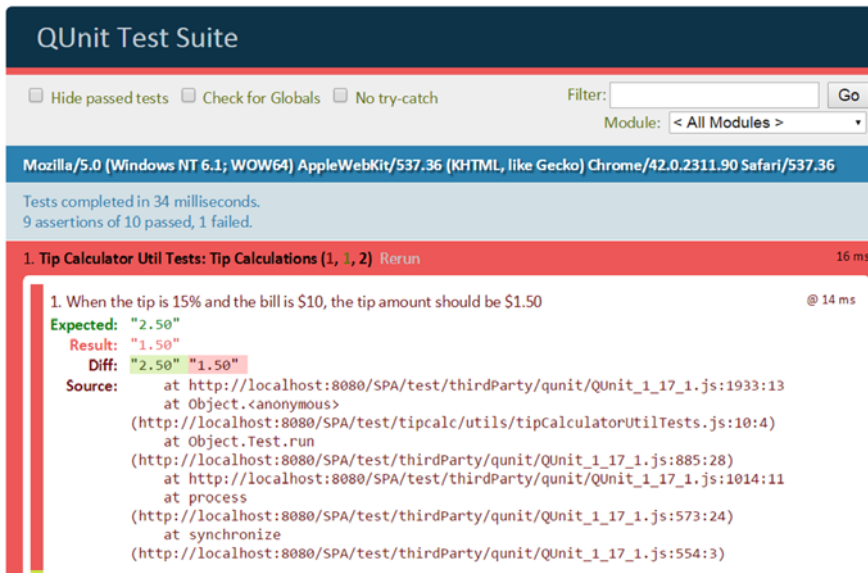 QUnit Test Suite
Hide passed tests Check for Globals No try-catch Filter: Go
Module: < All Modules >
Mozilla/5.0 (Windows NT 6.1; WOW64) AppleWebKit/537.36 (KHTML, like Gecko) Chrome/42.0.2311.90 Safari/537.36
Tests completed in 34 milliseconds.
9 assertions of 10 passed, 1 failed.
1. Tip Calculator Util Tests: Tip Calculations (1, 1, 2) Rerun 16 ms
1. When the tip is 15% and the bill is $10, the tip amount should be $1.50 @ 14 ms
Expected: "2.50"
Result: "1.50"
Diff: "2.50" "1.50"
Source: at http://localhost:8080/SPA/test/thirdParty/qunit/QUnit_1_17_1.js:1933:13
at Object.<anonymous>
(http://localhost:8080/SPA/test/tipcalc/utils/tipCalculatorUtilTests.js:10:4)
at Object.Test.run
(http://localhost:8080/SPA/test/thirdParty/qunit/QUnit_1_17_1.js:885:28)
at http://localhost:8080/SPA/test/thirdParty/qunit/QUnit_1_17_1.js:1014:11
at process
(http://localhost:8080/SPA/test/thirdParty/qunit/QUnit_1_17_1.js:573:24)
at synchronize
(http://localhost:8080/SPA/test/thirdParty/qunit/QUnit_1_17_1.js:554:3)